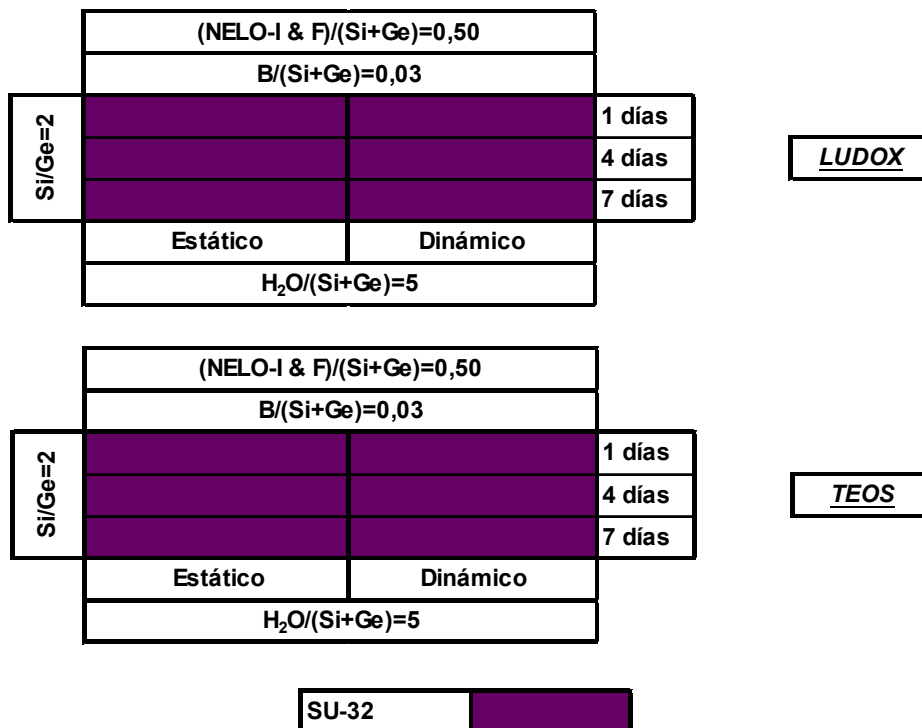 (NELO-I & F)/(Si+Ge)=0,50
B/(Si+Ge)=0,03
Si/Ge=2
1 días
4 días
7 días
LUDOX
Estático Dinámico
H₂O/(Si+Ge)=5
(NELO-I & F)/(Si+Ge)=0,50
B/(Si+Ge)=0,03
Si/Ge=2
1 días
4 días
7 días
TEOS
Estático Dinámico
H₂O/(Si+Ge)=5
SU-32